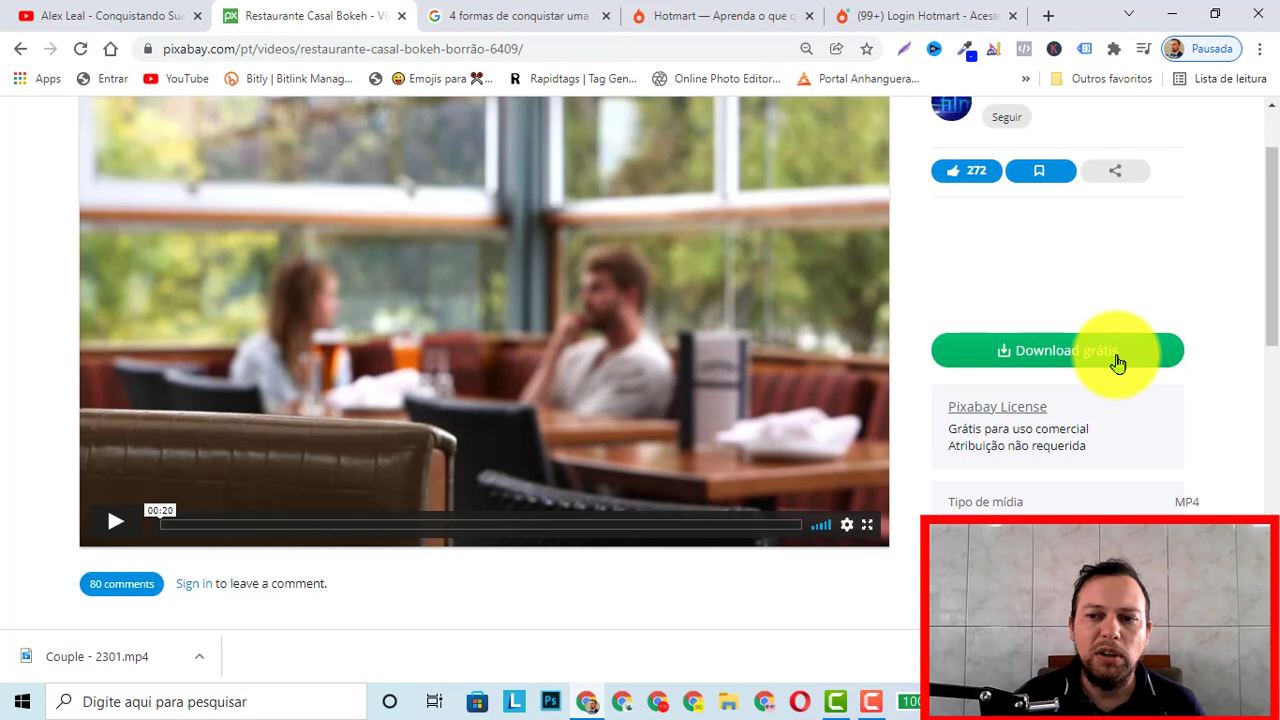 Alex Leal - Conquistando Sua
Restaurante Casal Bokeh - Ví
4 formas de conquistar uma
Hotmart — Aprenda o que q
(99+) Login Hotmart - Acess
pixabay.com/pt/videos/restaurante-casal-bokeh-borrão-6409/
Pausada
Apps
Entrar
YouTube
Bitly | Bitlink Manag...
Emojis para
Rapidtags | Tag Gen...
Online Photo Editor...
Portal Anhanguera...
»
Outros favoritos
Lista de leitura
film
Seguir
272
Download grátis
Pixabay License
Grátis para uso comercial
Atribuição não requerida
Tipo de mídia MP4
00:20
80 comments
Sign in to leave a comment.
Couple - 2301.mp4
Digite aqui para pesquisar
100